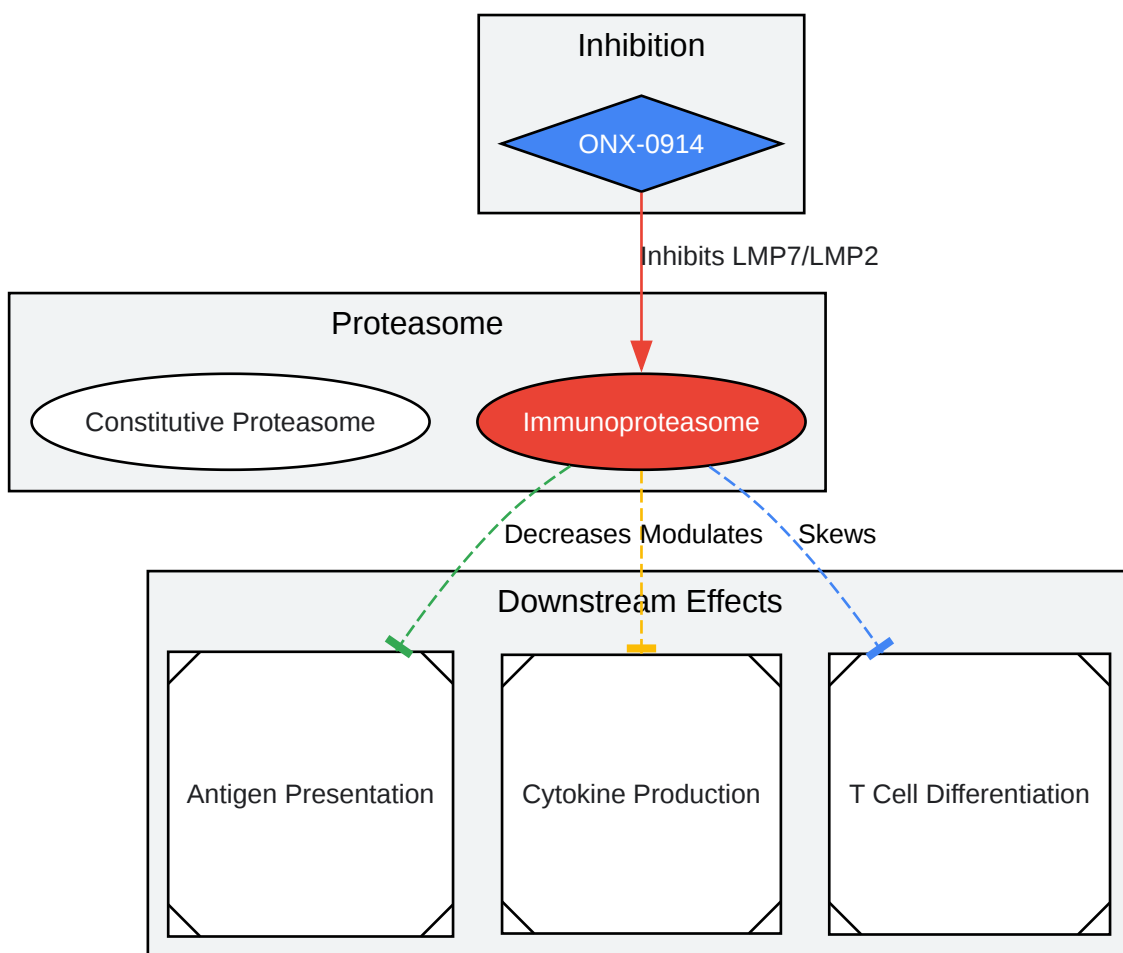 Inhibition
ONX-0914
Inhibits LMP7/LMP2
Proteasome
Constitutive Proteasome
Immunoproteasome
Decreases
Modulates
Skews
Downstream Effects
Antigen Presentation
Cytokine Production
T Cell Differentiation